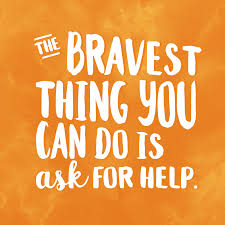 THE BRAVEST
THING YOU
CAN DO IS
ask FOR HELP.